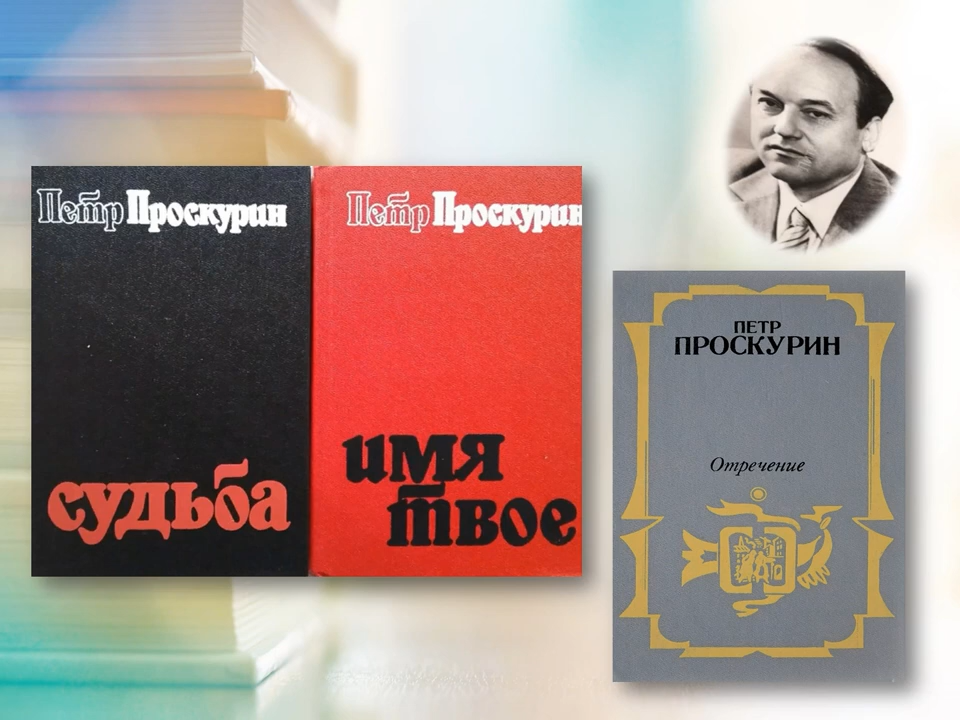 Петр Проскурин
судьба
Петр Проскурин
имя
твое
ПЕТР
ПРОСКУРИН
Отречение